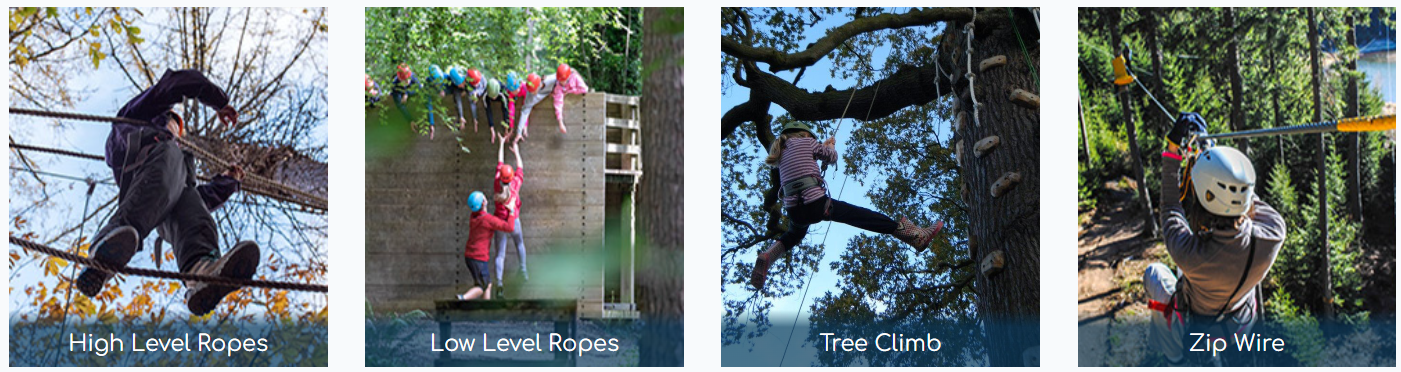 High Level Ropes
Low Level Ropes
Tree Climb
Zip Wire